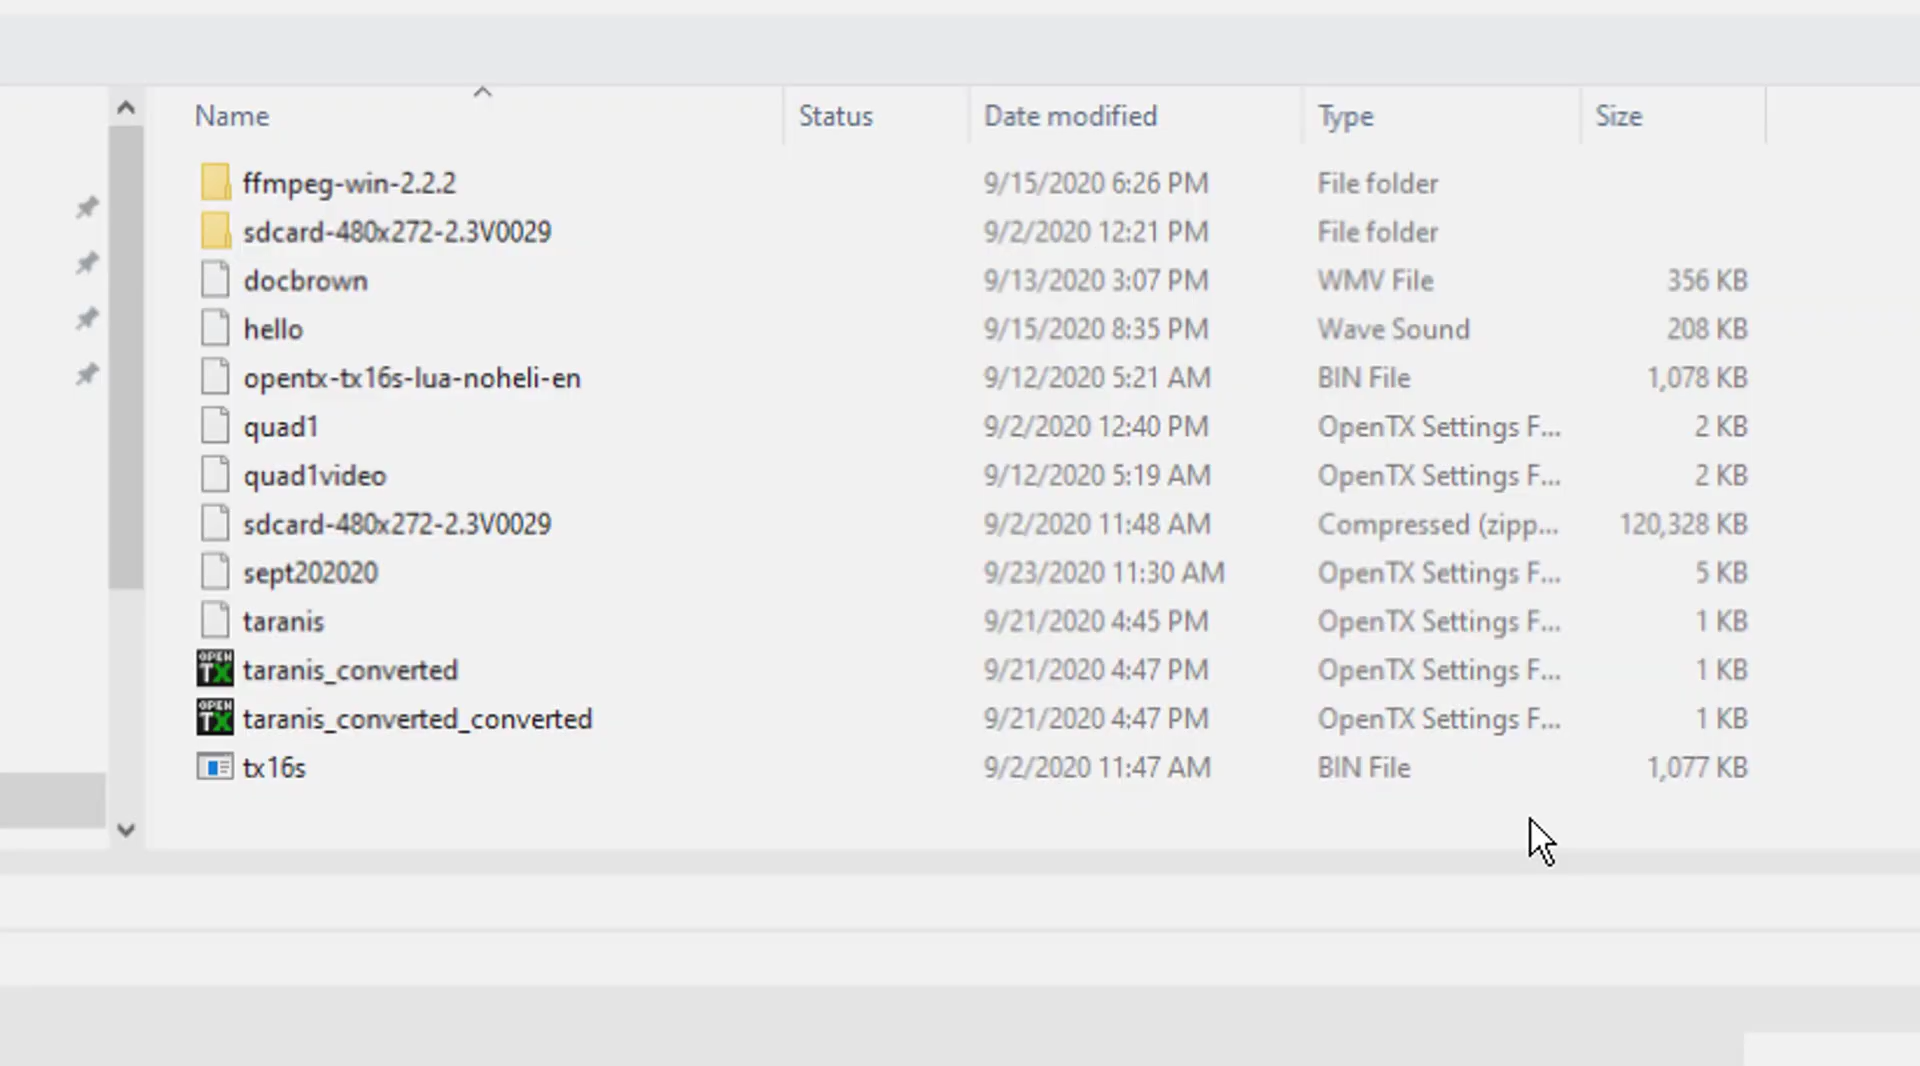 Name Status Date modified Type Size
ffmpeg-win-2.2.2 9/15/2020 6:26 PM File folder
sdcard-480x272-2.3V0029 9/2/2020 12:21 PM File folder
docbrown 9/13/2020 3:07 PM WMV File 356 KB
hello 9/15/2020 8:35 PM Wave Sound 208 KB
opentx-tx16s-lua-noheli-en 9/12/2020 5:21 AM BIN File 1,078 KB
quad1 9/2/2020 12:40 PM OpenTX Settings F... 2 KB
quad1video 9/12/2020 5:19 AM OpenTX Settings F... 2 KB
sdcard-480x272-2.3V0029 9/2/2020 11:48 AM Compressed (zipp... 120,328 KB
sept202020 9/23/2020 11:30 AM OpenTX Settings F... 5 KB
taranis 9/21/2020 4:45 PM OpenTX Settings F... 1 KB
OPEN TX taranis_converted 9/21/2020 4:47 PM OpenTX Settings F... 1 KB
OPEN TX taranis_converted_converted 9/21/2020 4:47 PM OpenTX Settings F... 1 KB
tx16s 9/2/2020 11:47 AM BIN File 1,077 KB